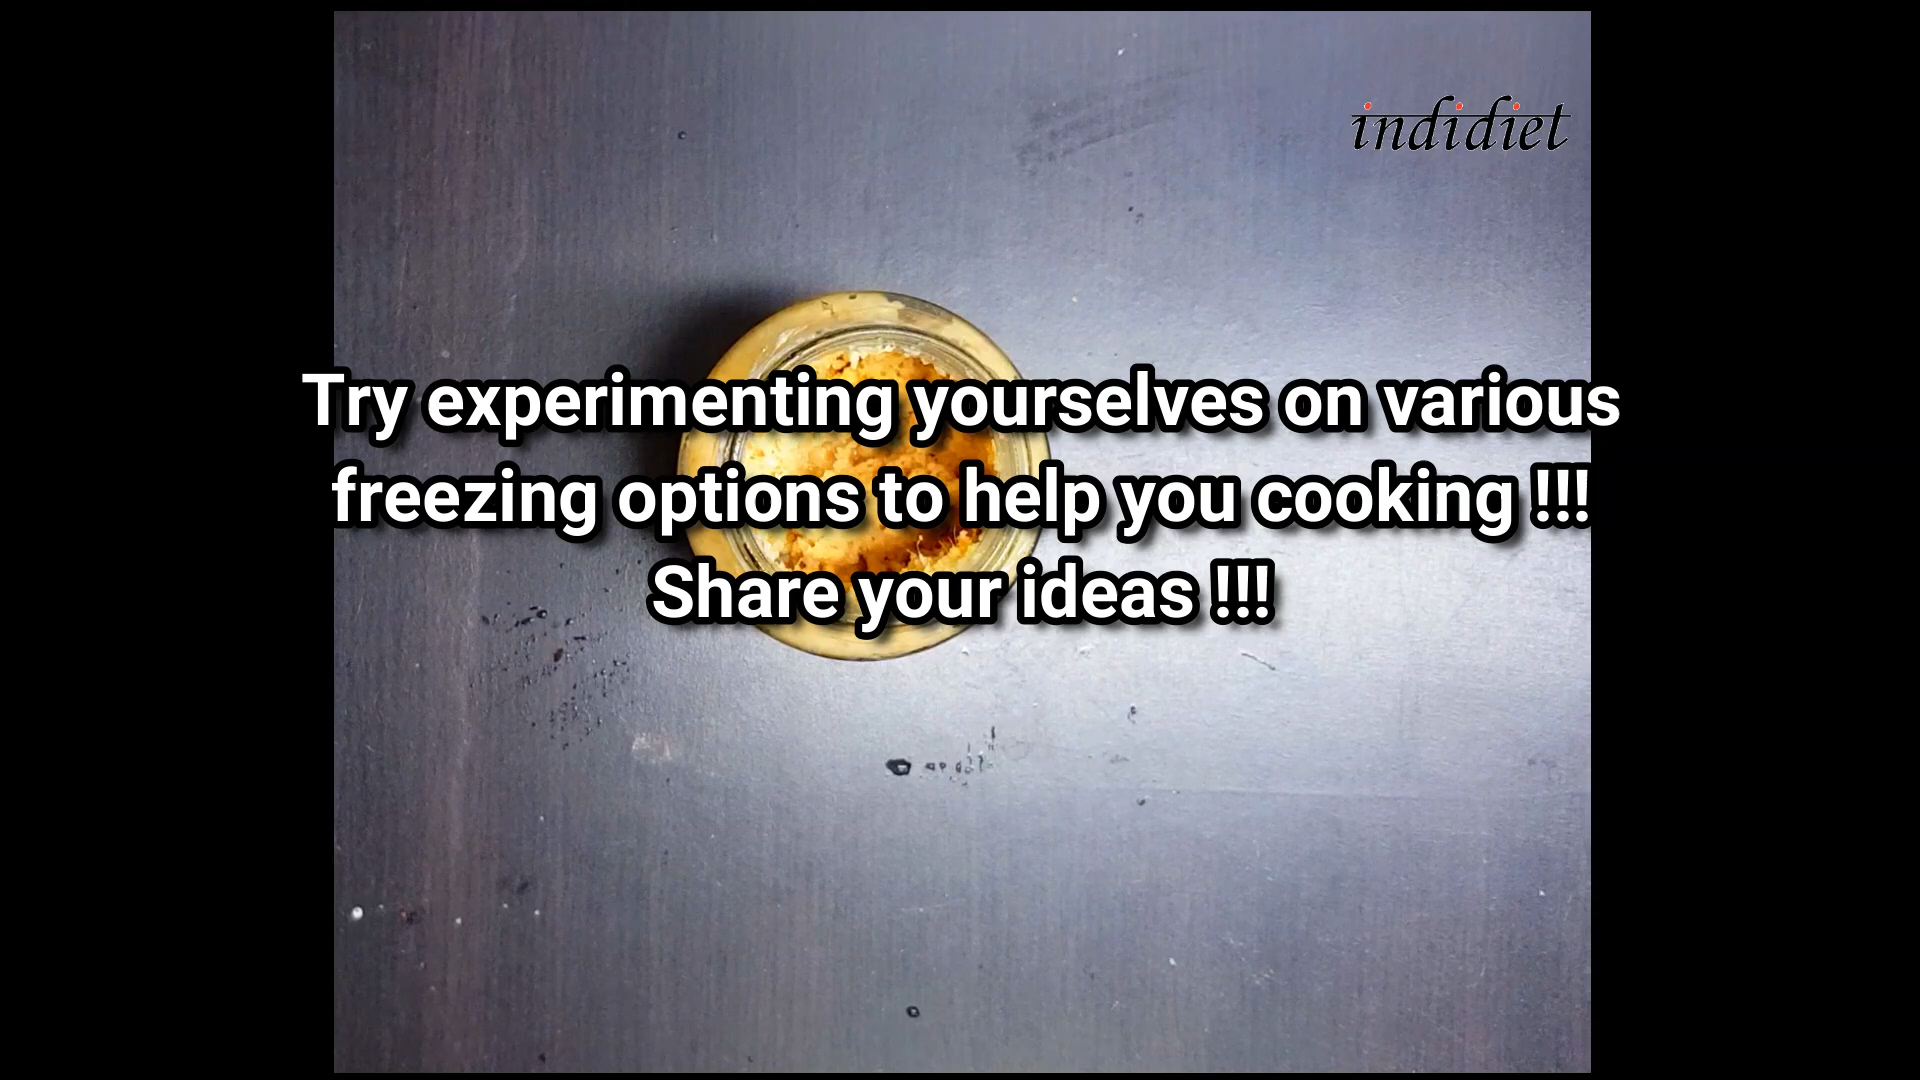 indidiet
Try experimenting yourselves on various
freezing options to help you cooking !!!
Share your ideas !!!